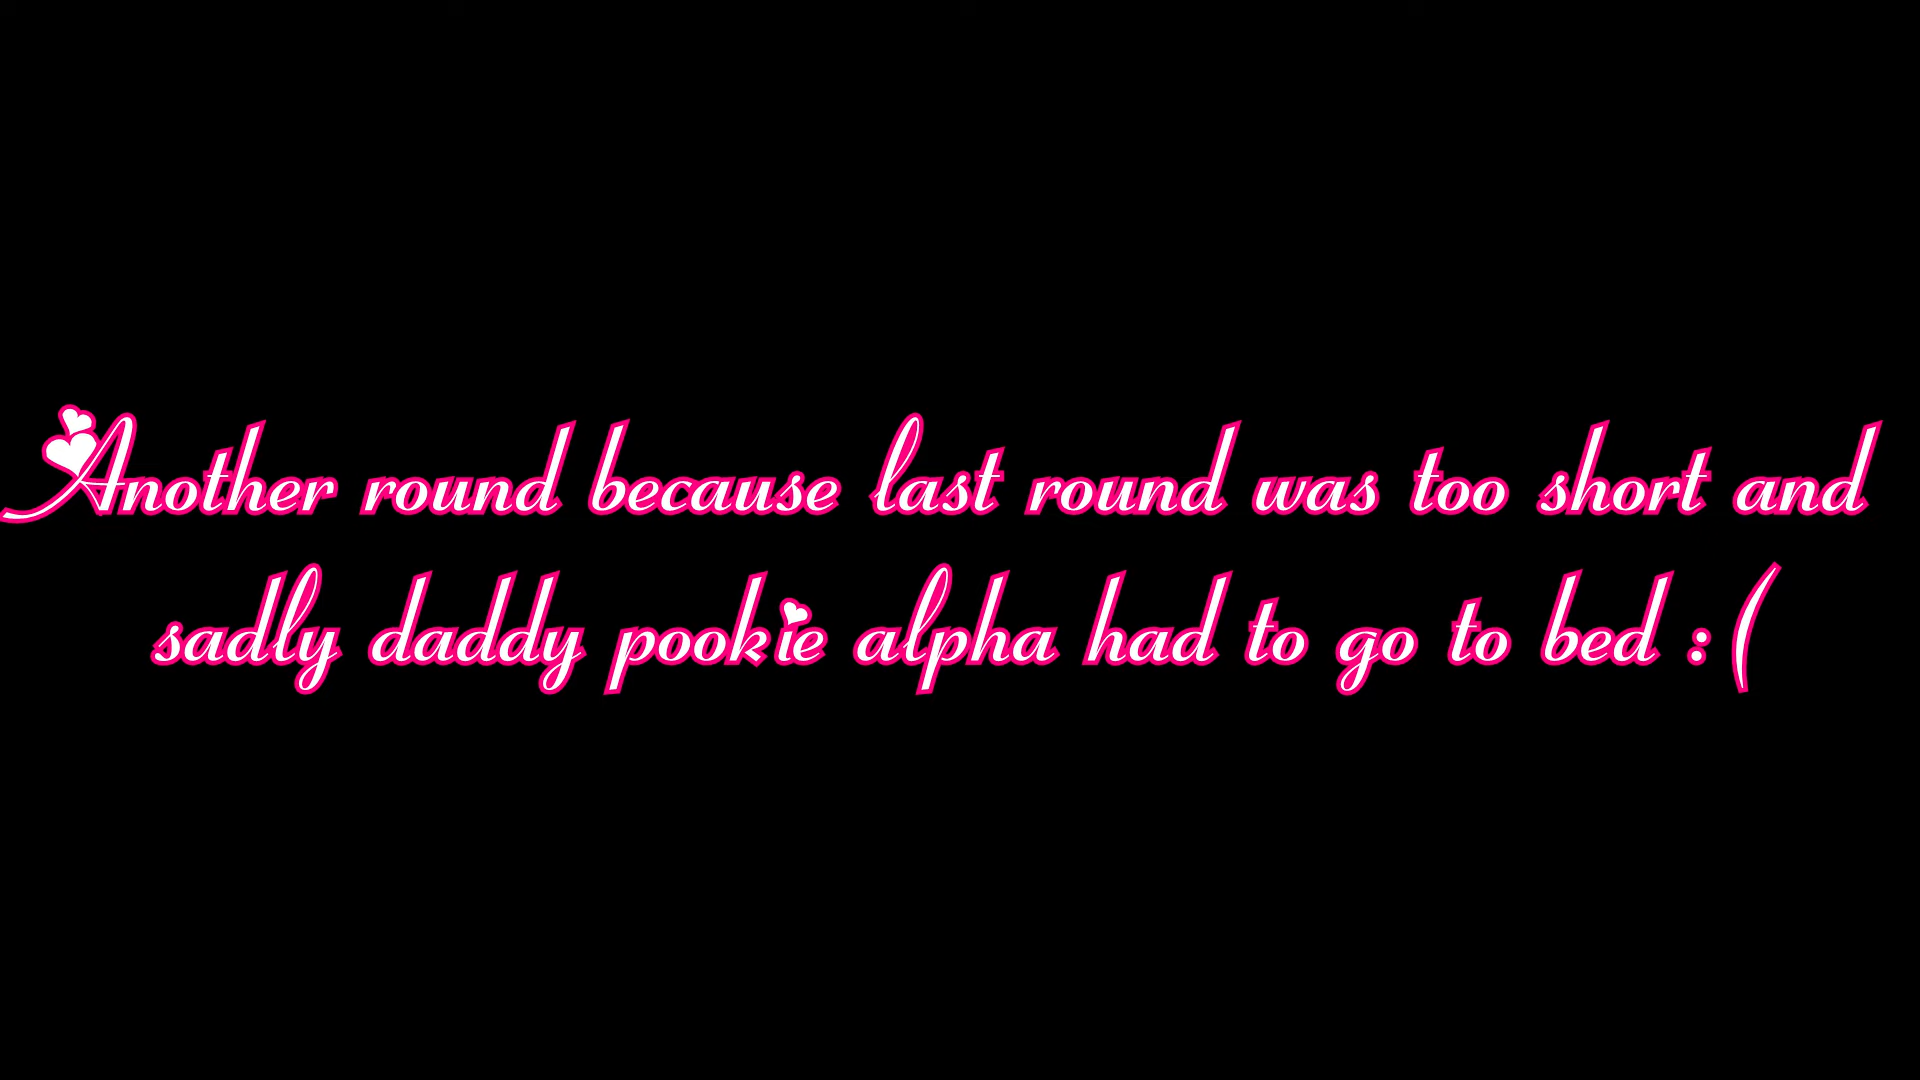 Another round because last round was too short and
sadly daddy pookie alpha had to go to bed :(